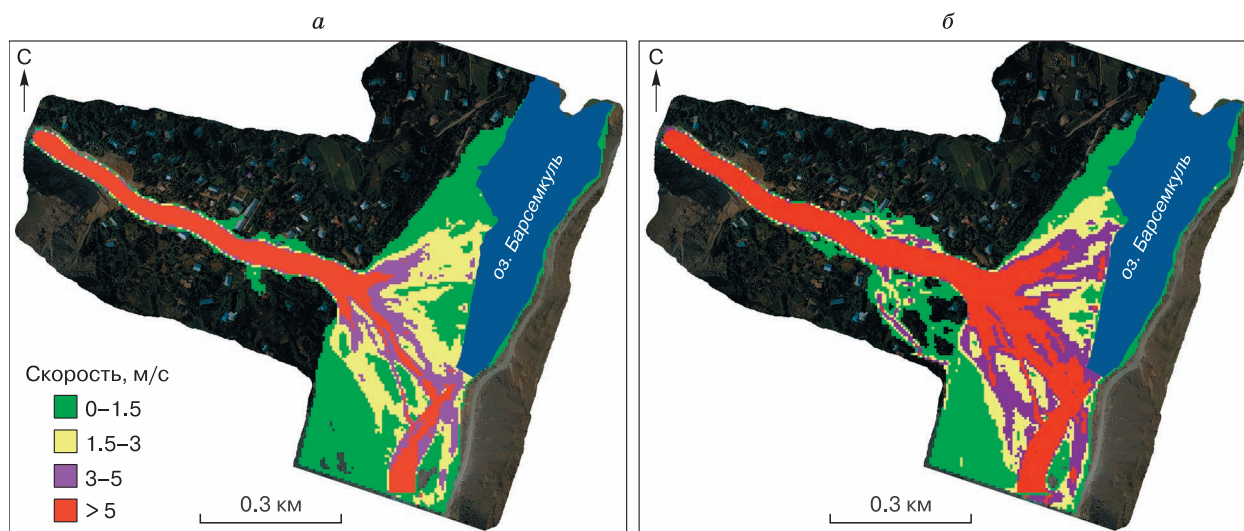 а
б
С
С
оз. Барсемкуль
оз. Барсемкуль
Скорость, м/с
0–1.5
1.5–3
3–5
> 5
0.3 км
0.3 км